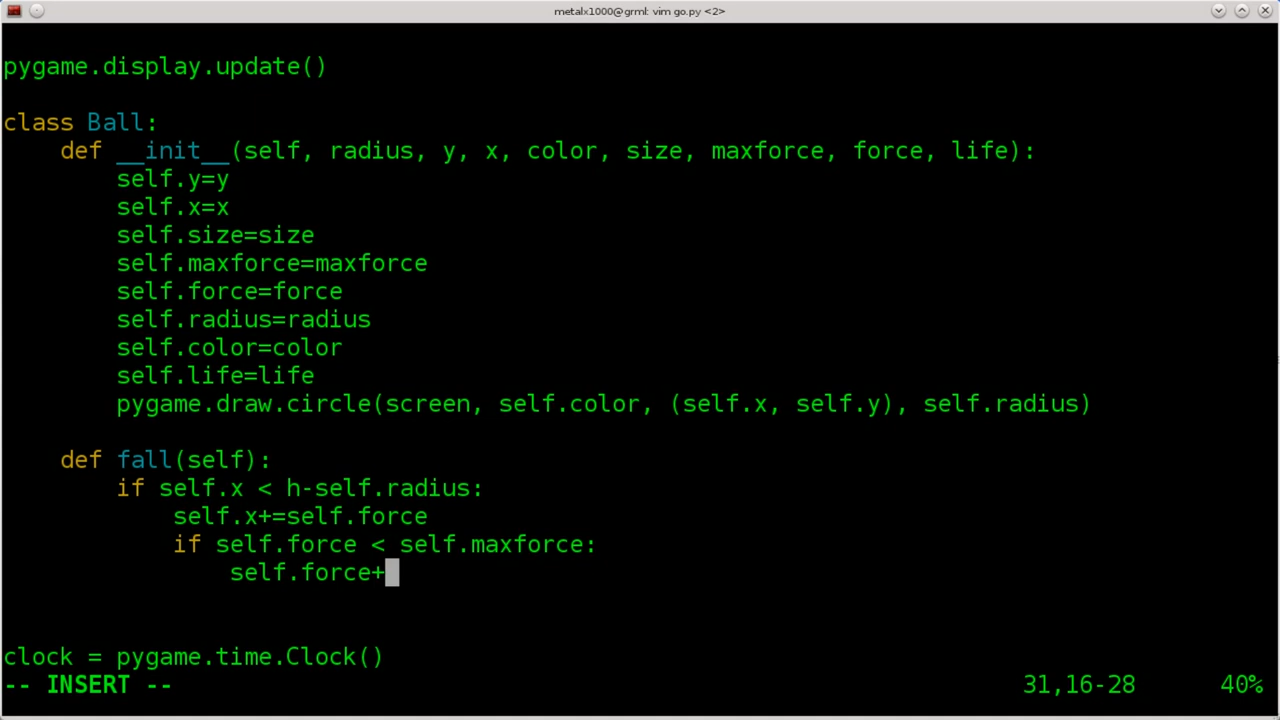 metalx1000@grml: vim go.py <2>
pygame.display.update()
class Ball:
    def __init__(self, radius, y, x, color, size, maxforce, force, life):
        self.y=y
        self.x=x
        self.size=size
        self.maxforce=maxforce
        self.force=force
        self.radius=radius
        self.color=color
        self.life=life
        pygame.draw.circle(screen, self.color, (self.x, self.y), self.radius)
    def fall(self):
        if self.x < h-self.radius:
            self.x+=self.force
            if self.force < self.maxforce:
                self.force+
clock = pygame.time.Clock()
-- INSERT -- 31,16-28 40%